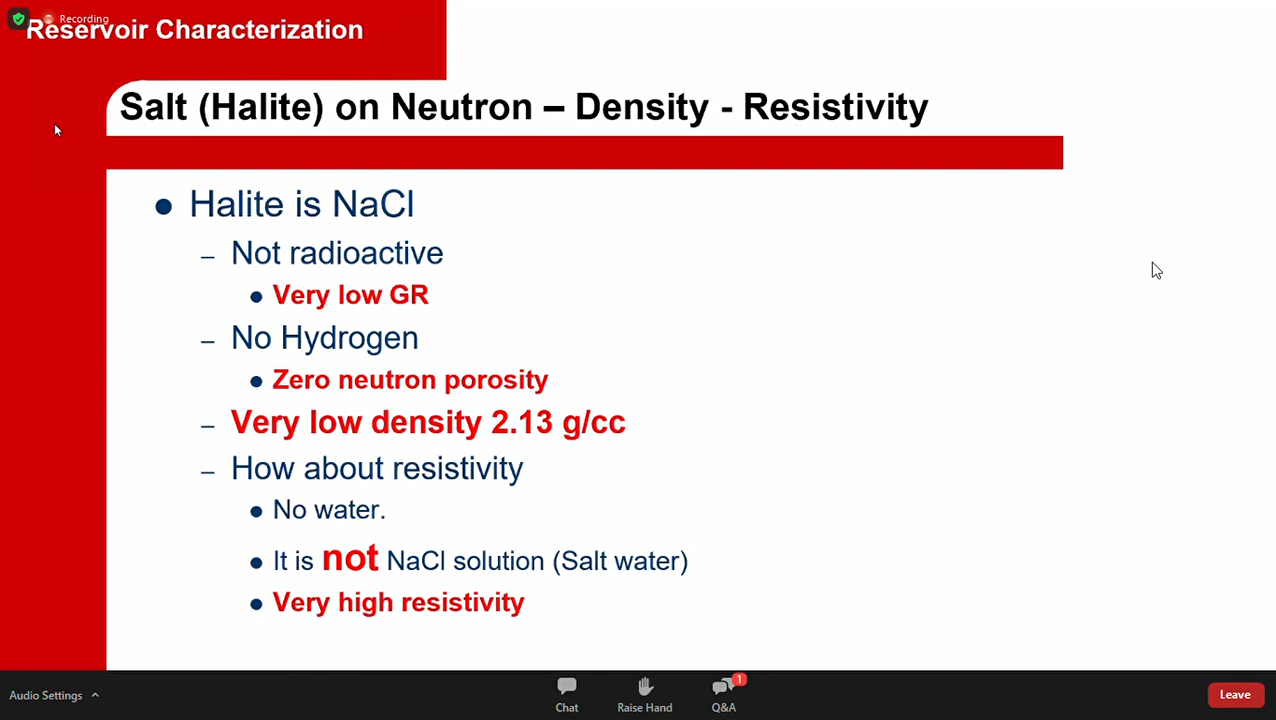 Recording
Reservoir Characterization
Salt (Halite) on Neutron – Density - Resistivity
● Halite is NaCl
– Not radioactive
● Very low GR
– No Hydrogen
● Zero neutron porosity
– Very low density 2.13 g/cc
– How about resistivity
● No water.
● It is not NaCl solution (Salt water)
● Very high resistivity
Audio Settings
Chat
Raise Hand
Q&A
1
Leave